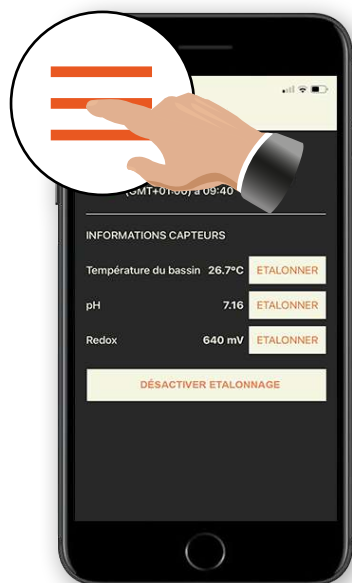 (GMT+01:00) à 09:40
INFORMATIONS CAPTEURS
Température du bassin 26.7°C ETALONNER
pH 7.16 ETALONNER
Redox 640 mV ETALONNER
DÉSACTIVER ETALONNAGE